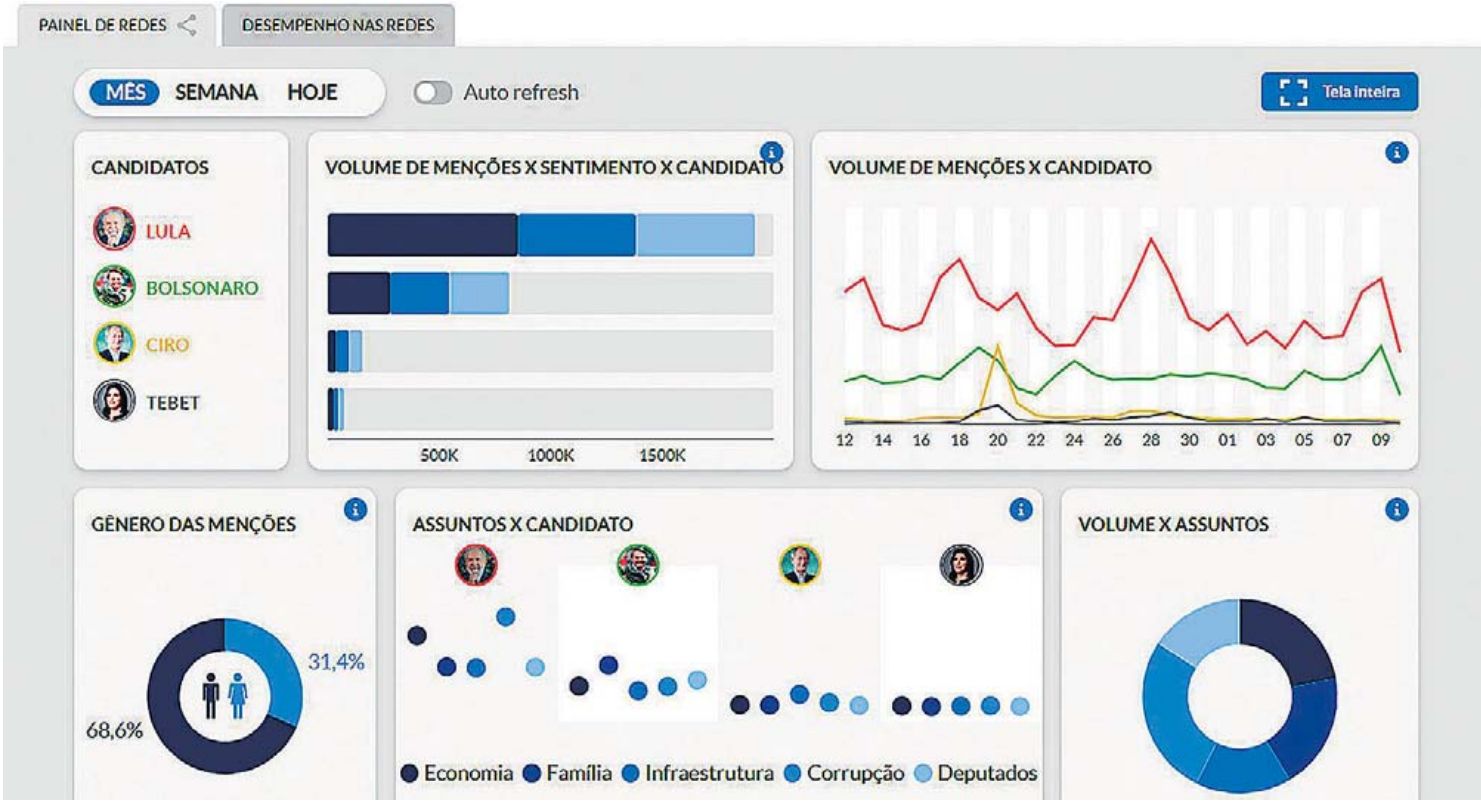 PAINEL DE REDES
DESEMPENHO NAS REDES
MÊS SEMANA HOJE
Auto refresh
Tela inteira
CANDIDATOS
LULA
BOLSONARO
CIRO
TEBET
VOLUME DE MENÇÕES X SENTIMENTO X CANDIDATO
500K 1000K 1500K
VOLUME DE MENÇÕES X CANDIDATO
12 14 16 18 20 22 24 26 28 30 01 03 05 07 09
GÊNERO DAS MENÇÕES
31,4%
68,6%
ASSUNTOS X CANDIDATO
Economia Família Infraestrutura Corrupção Deputados
VOLUME X ASSUNTOS